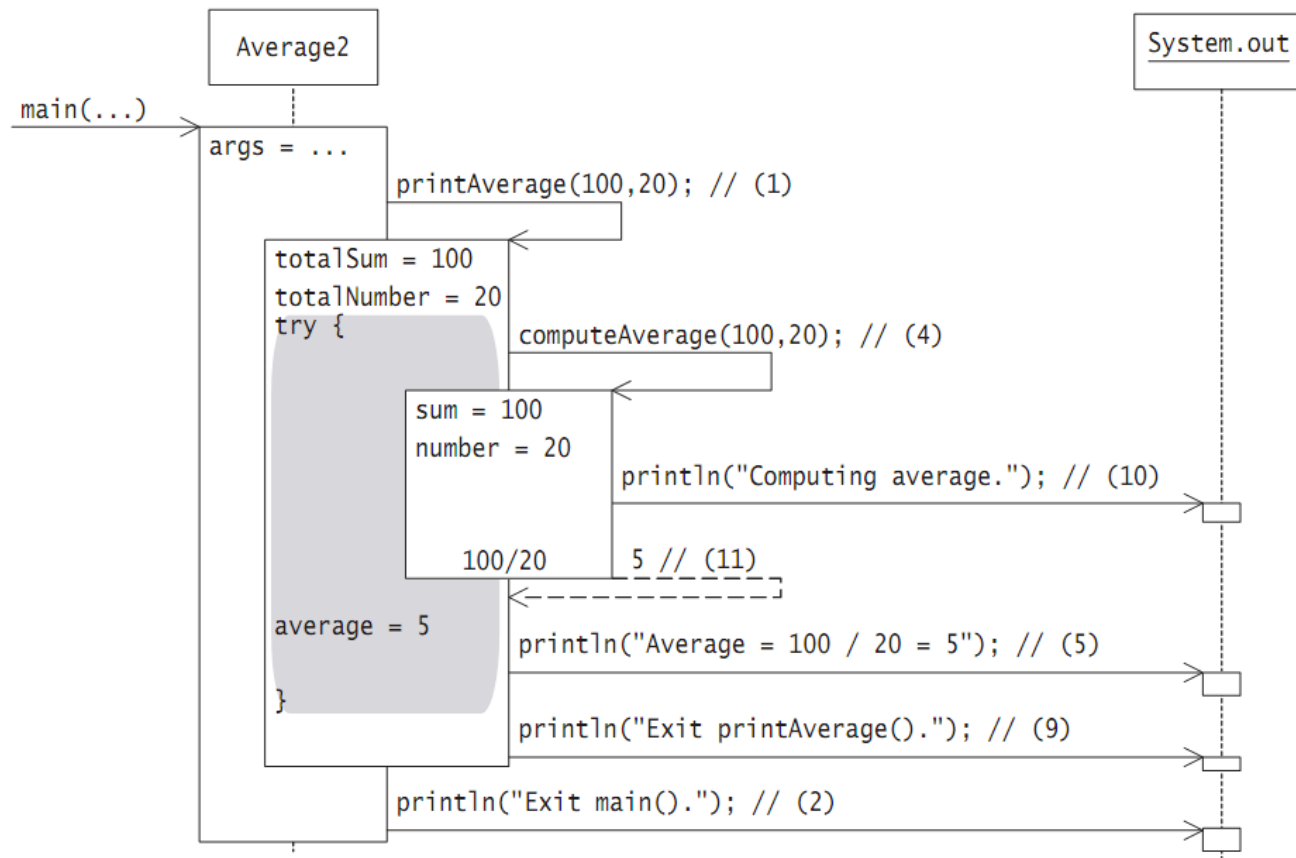 Average2
System.out
main(...)
args = ...
printAverage(100,20); // (1)
totalSum = 100
totalNumber = 20
try {
computeAverage(100,20); // (4)
sum = 100
number = 20
println("Computing average."); // (10)
100/20
5 // (11)
average = 5
println("Average = 100 / 20 = 5"); // (5)
}
println("Exit printAverage()."); // (9)
println("Exit main()."); // (2)